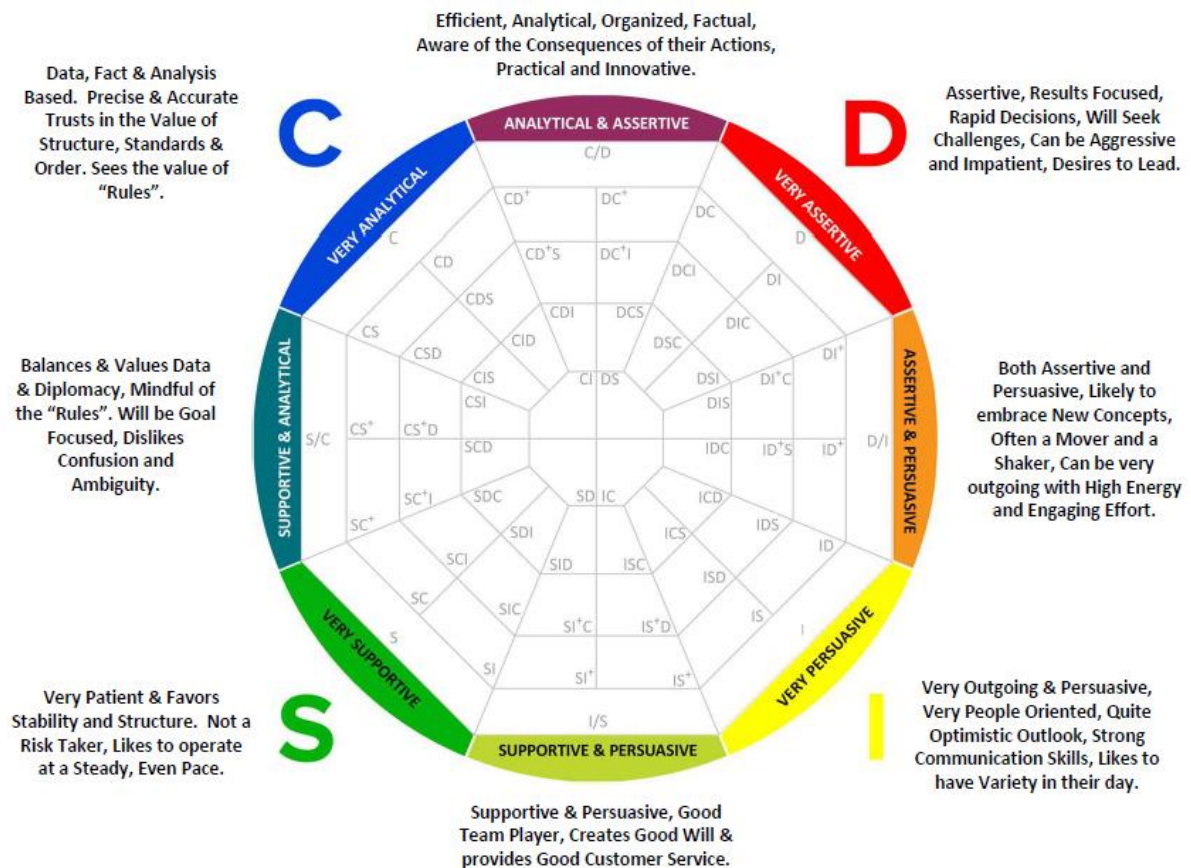 Efficient, Analytical, Organized, Factual,
Aware of the Consequences of their Actions,
Practical and Innovative.
Data, Fact & Analysis
Based. Precise & Accurate
Trusts in the Value of
Structure, Standards &
Order. Sees the value of
“Rules”.
C
ANALYTICAL & ASSERTIVE
D
Assertive, Results Focused,
Rapid Decisions, Will Seek
Challenges, Can be Aggressive
and Impatient, Desires to Lead.
VERY ANALYTICAL
VERY ASSERTIVE
C/D
CD+ DC+
C CD DC D
CD+S DC+I
CDS DCI DI
CDI DCS
CS CSD CID DSC DIC DI+
CIS CI DS DSI DI+C
CSI DIS
Balances & Values Data
& Diplomacy, Mindful of
the “Rules”. Will be Goal
Focused, Dislikes
Confusion and
Ambiguity.
SUPPORTIVE & ANALYTICAL
S/C CS+ CS+D SCD IDC ID+S ID+ D/I
ASSERTIVE & PERSUASIVE
Both Assertive and
Persuasive, Likely to
embrace New Concepts,
Often a Mover and a
Shaker, Can be very
outgoing with High Energy
and Engaging Effort.
SC+I SDC SD IC ICD
SC+ SDI ICS IDS ID
SCI SID ISC ISD
SC SIC IS
S SI+C IS+D I
SI SI+ IS+
I/S
VERY SUPPORTIVE
VERY PERSUASIVE
Very Patient & Favors
Stability and Structure. Not a
Risk Taker, Likes to operate
at a Steady, Even Pace.
S
SUPPORTIVE & PERSUASIVE
I
Very Outgoing & Persuasive,
Very People Oriented, Quite
Optimistic Outlook, Strong
Communication Skills, Likes to
have Variety in their day.
Supportive & Persuasive, Good
Team Player, Creates Good Will &
provides Good Customer Service.